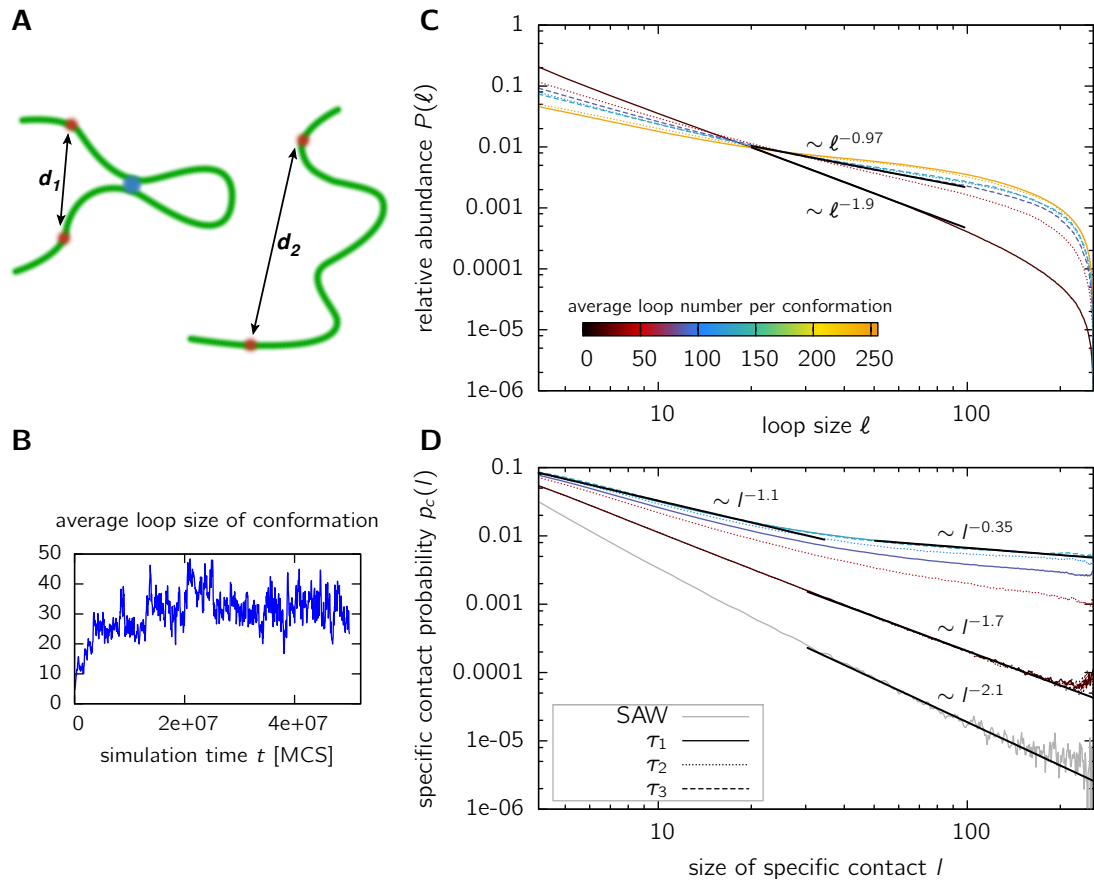 A
d1
d2
B
average loop size of conformation
50
40
30
20
10
0
0 2e+07 4e+07
simulation time t [MCS]
C
relative abundance P(ℓ)
1
0.1
0.01
0.001
0.0001
1e-05
1e-06
~ ℓ^-0.97
~ ℓ^-1.9
average loop number per conformation
0 50 100 150 200 250
10 100
loop size ℓ
D
specific contact probability pc(l)
0.1
0.01
0.001
0.0001
1e-05
1e-06
~ l^-1.1
~ l^-0.35
~ l^-1.7
~ l^-2.1
SAW
τ1
τ2
τ3
10 100
size of specific contact l